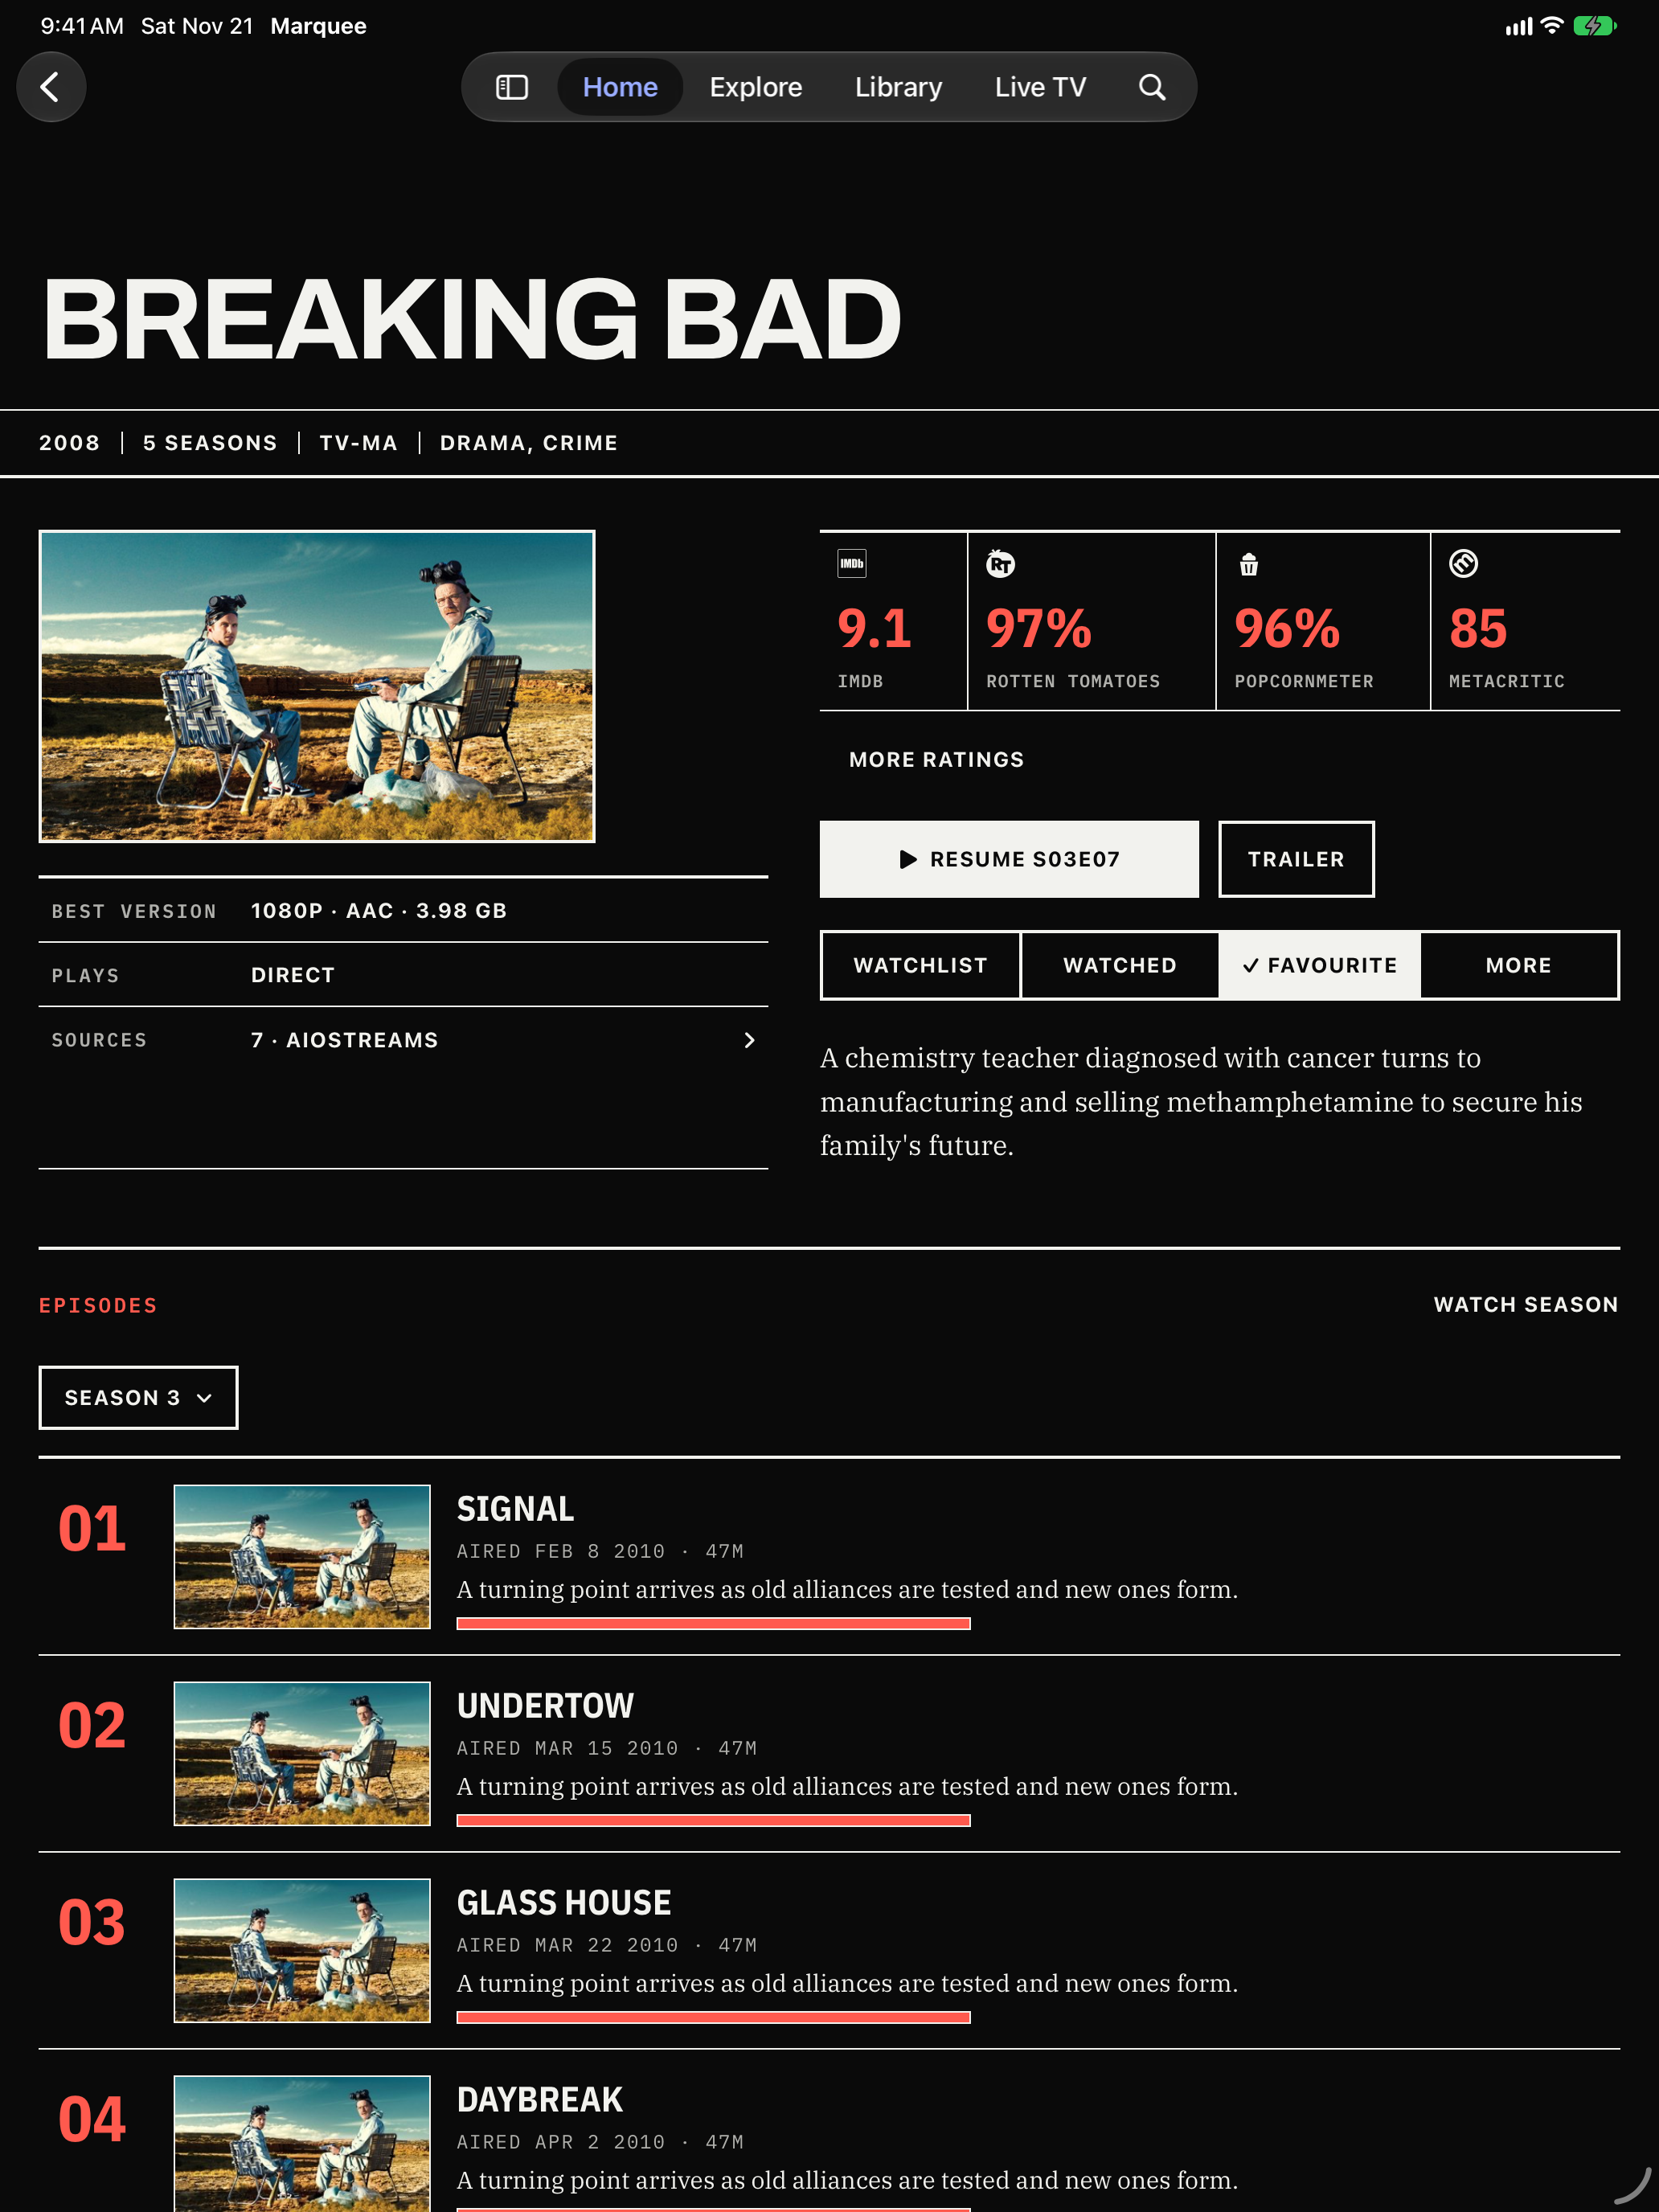 9:41 AM Sat Nov 21 Marquee
Home Explore Library Live TV
BREAKING BAD
2008 5 SEASONS TV-MA DRAMA, CRIME
IMDb RT
9.1 97% 96% 85
IMDB ROTTEN TOMATOES POPCORNMETER METACRITIC
MORE RATINGS
RESUME S03E07 TRAILER
BEST VERSION 1080P · AAC · 3.98 GB
PLAYS DIRECT
SOURCES 7 · AIOSTREAMS
WATCHLIST WATCHED ✓ FAVOURITE MORE
A chemistry teacher diagnosed with cancer turns to
manufacturing and selling methamphetamine to secure his
family's future.
EPISODES WATCH SEASON
SEASON 3
01 SIGNAL
AIRED FEB 8 2010 · 47M
A turning point arrives as old alliances are tested and new ones form.
02 UNDERTOW
AIRED MAR 15 2010 · 47M
A turning point arrives as old alliances are tested and new ones form.
03 GLASS HOUSE
AIRED MAR 22 2010 · 47M
A turning point arrives as old alliances are tested and new ones form.
04 DAYBREAK
AIRED APR 2 2010 · 47M
A turning point arrives as old alliances are tested and new ones form.